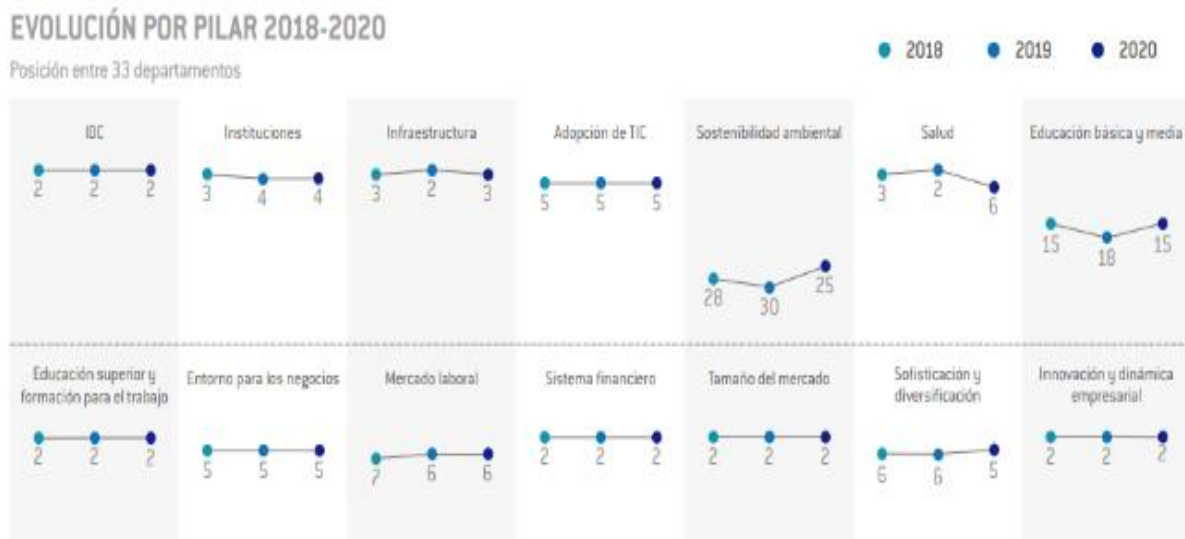 EVOLUCIÓN POR PILAR 2018-2020
Posición entre 33 departamentos
2018 2019 2020
IDC
2 2 2
Instituciones
3 4 4
Infraestructura
3 2 3
Adopción de TIC
5 5 5
Sostenibilidad ambiental
28 30 25
Salud
3 2 6
Educación básica y media
15 18 15
Educación superior y
formación para el trabajo
2 2 2
Entorno para los negocios
5 5 5
Mercado laboral
7 6 6
Sistema financiero
2 2 2
Tamaño del mercado
2 2 2
Sofisticación y
diversificación
6 6 5
Innovación y dinámica
empresarial
2 2 2